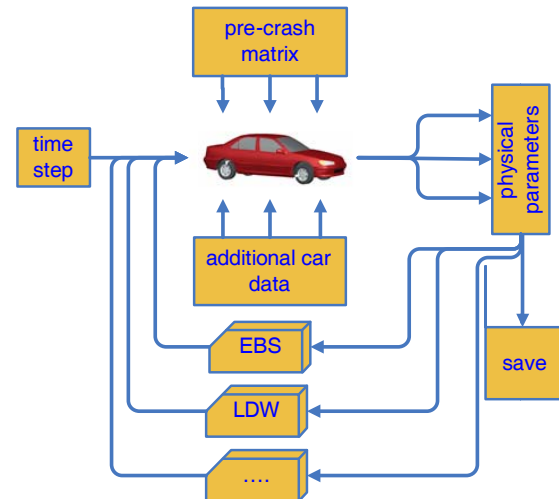 pre-crash
matrix
time
step
physical
parameters
additional car
data
EBS
save
LDW
....